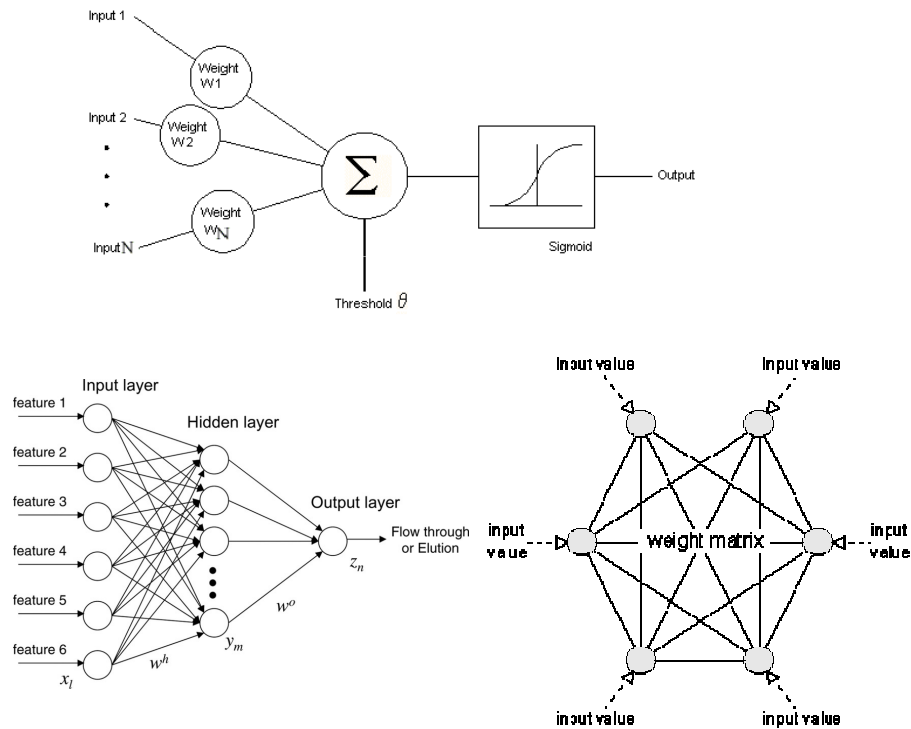 Input 1
Weight
W1
Input 2
Weight
W2
Σ
Output
Weight
WN
Input N
Sigmoid
Threshold θ
Input layer
feature 1
Hidden layer
feature 2
feature 3
Output layer
feature 4
Flow through
or Elution
zn
feature 5
wo
feature 6
ym
wh
xl
Input value
Input value
input
value
weight matrix
input
value
input value
input value